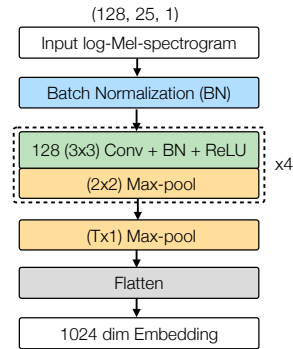 (128, 25, 1)
Input log-Mel-spectrogram
Batch Normalization (BN)
128 (3x3) Conv + BN + ReLU
x4
(2x2) Max-pool
(Tx1) Max-pool
Flatten
1024 dim Embedding